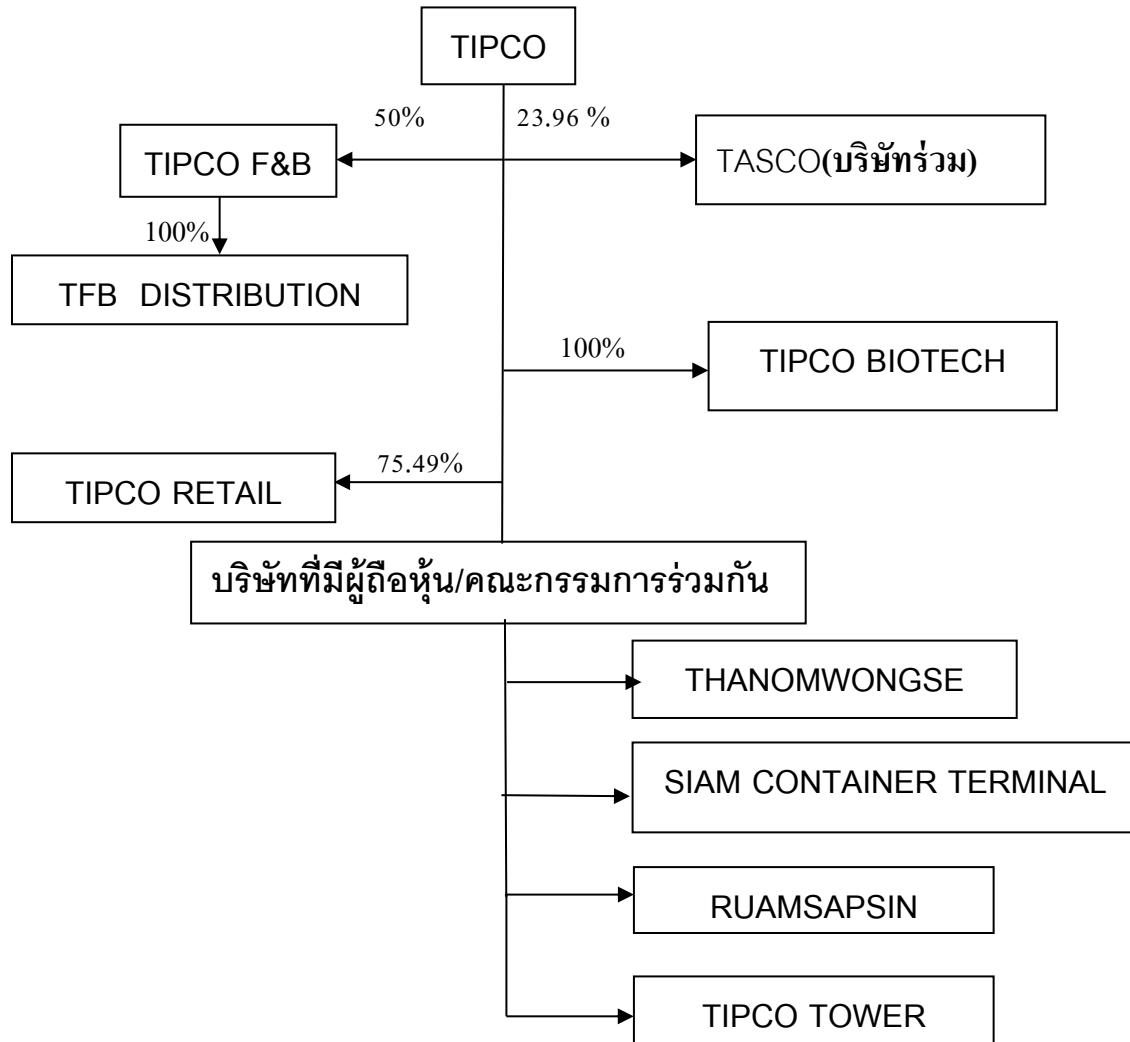 TIPCO
50%
23.96 %
TIPCO F&B
TASCO(บริษัทร่วม)
100%
TFB DISTRIBUTION
100%
TIPCO BIOTECH
75.49%
TIPCO RETAIL
บริษัทที่มีผู้ถือหุ้น/คณะกรรมการร่วมกัน
THANOMWONGSE
SIAM CONTAINER TERMINAL
RUAMSAPSIN
TIPCO TOWER